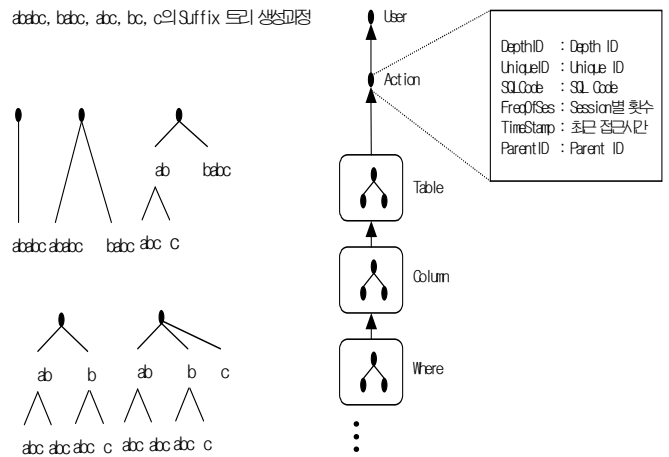 ababc, babc, abc, bc, c의 Suffix 트리 생성과정
ab babc
ababc ababc babc abc c
ab b ab b c
abc abc abc c abc abc abc c
User
Action
Table
Column
Where
DepthID : Depth ID
UniqueID : Unique ID
SQLCode : SQL Code
FreqOfSes : Session별 횟수
TimeStamp : 최근 접근시간
ParentID : Parent ID